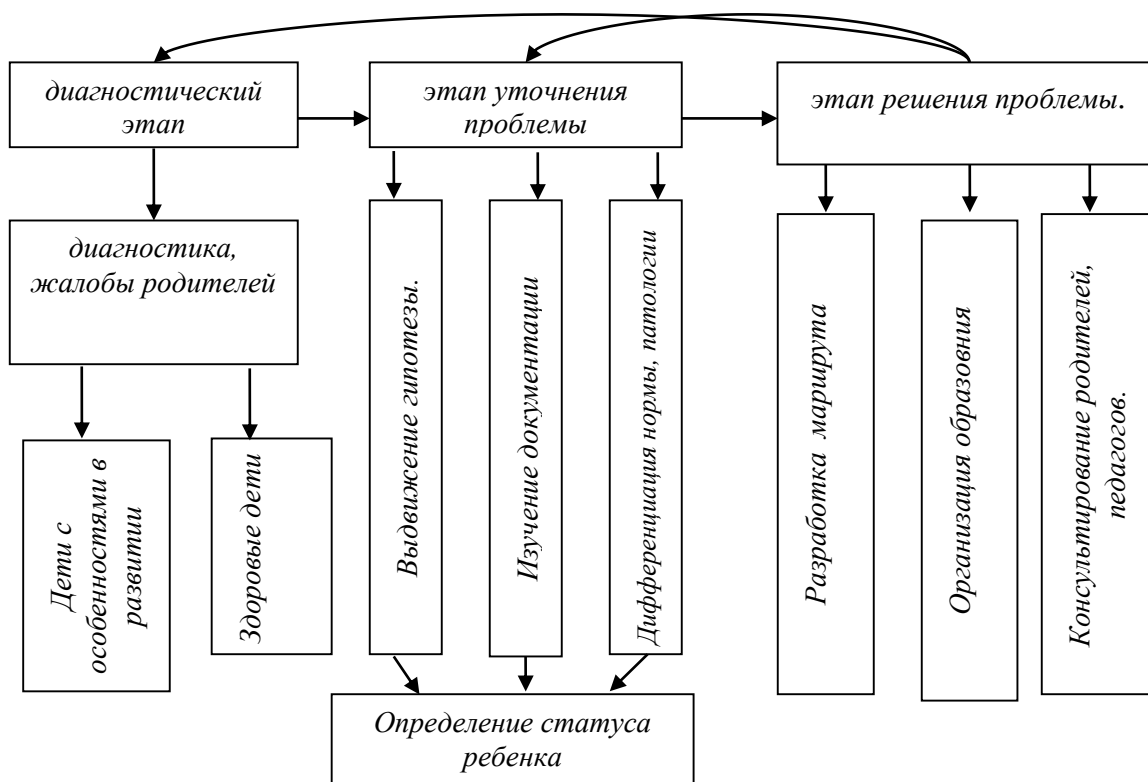 диагностический
этап
этап уточнения
проблемы
этап решения проблемы.
диагностика,
жалобы родителей
Дети с
особенностями в
развитии
Здоровые дети
Выдвижение гипотезы.
Изучение документации
Дифференциация нормы, патологии
Разработка маршрута
Организация образовния
Консультирование родителей,
педагогов.
Определение статуса
ребенка